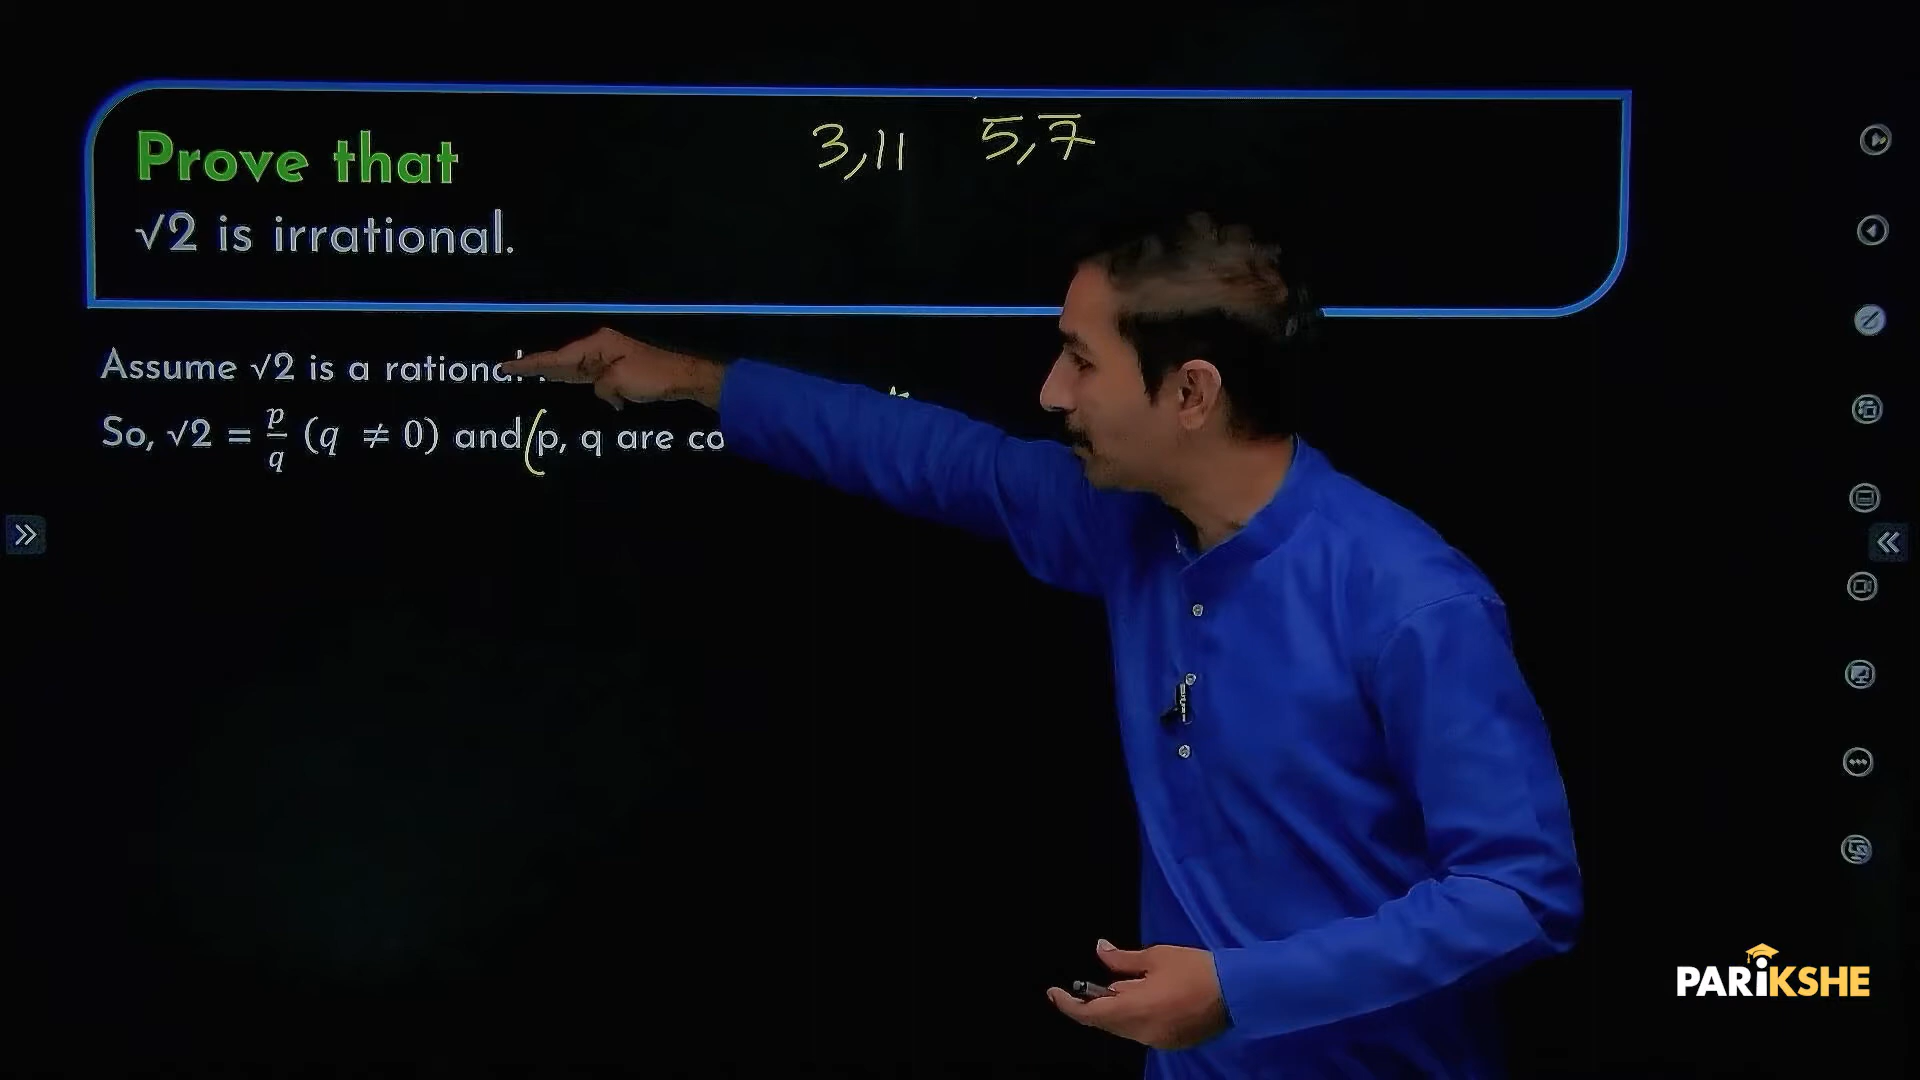 Prove that
3,11 5,7
√2 is irrational.
Assume √2 is a rational
So, √2 = p/q (q ≠ 0) and (p, q are co
PARIKSHE